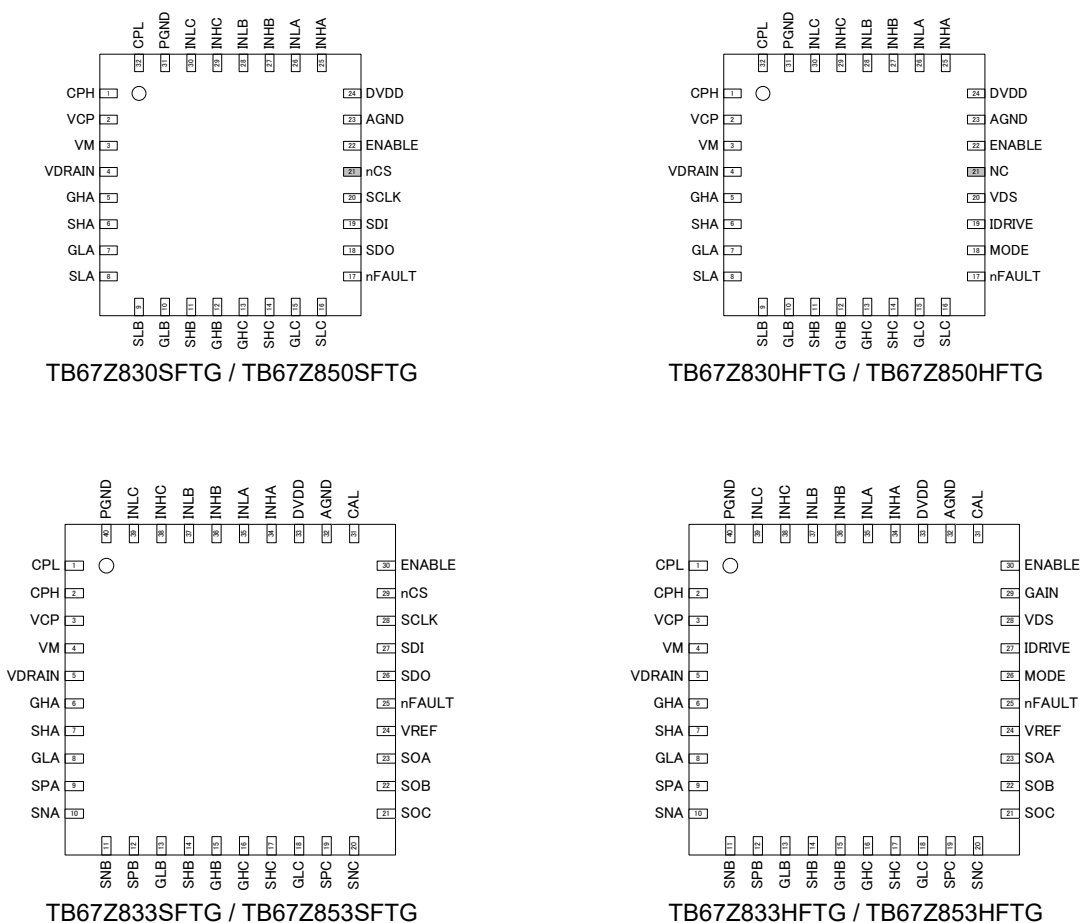 CPL PGND INLC INHC INLB INHB INLA INHA
32 31 30 29 28 27 26 25
CPH 1 24 DVDD
VCP 2 23 AGND
VM 3 22 ENABLE
VDRAIN 4 21 nCS
GHA 5 20 SCLK
SHA 6 19 SDI
GLA 7 18 SDO
SLA 8 17 nFAULT
9 10 11 12 13 14 15 16
SLB GLB SHB GHB GHC SHC GLC SLC
TB67Z830SFTG / TB67Z850SFTG
CPL PGND INLC INHC INLB INHB INLA INHA
32 31 30 29 28 27 26 25
CPH 1 24 DVDD
VCP 2 23 AGND
VM 3 22 ENABLE
VDRAIN 4 21 NC
GHA 5 20 VDS
SHA 6 19 IDRIVE
GLA 7 18 MODE
SLA 8 17 nFAULT
9 10 11 12 13 14 15 16
SLB GLB SHB GHB GHC SHC GLC SLC
TB67Z830HFTG / TB67Z850HFTG
PGND INLC INHC INLB INHB INLA INHA DVDD AGND CAL
40 39 38 37 36 35 34 33 32 31
CPL 1 30 ENABLE
CPH 2 29 nCS
VCP 3 28 SCLK
VM 4 27 SDI
VDRAIN 5 26 SDO
GHA 6 25 nFAULT
SHA 7 24 VREF
GLA 8 23 SOA
SPA 9 22 SOB
SNA 10 21 SOC
11 12 13 14 15 16 17 18 19 20
SNB SPB GLB SHB GHB GHC SHC GLC SPC SNC
TB67Z833SFTG / TB67Z853SFTG
PGND INLC INHC INLB INHB INLA INHA DVDD AGND CAL
40 39 38 37 36 35 34 33 32 31
CPL 1 30 ENABLE
CPH 2 29 GAIN
VCP 3 28 VDS
VM 4 27 IDRIVE
VDRAIN 5 26 MODE
GHA 6 25 nFAULT
SHA 7 24 VREF
GLA 8 23 SOA
SPA 9 22 SOB
SNA 10 21 SOC
11 12 13 14 15 16 17 18 19 20
SNB SPB GLB SHB GHB GHC SHC GLC SPC SNC
TB67Z833HFTG / TB67Z853HFTG